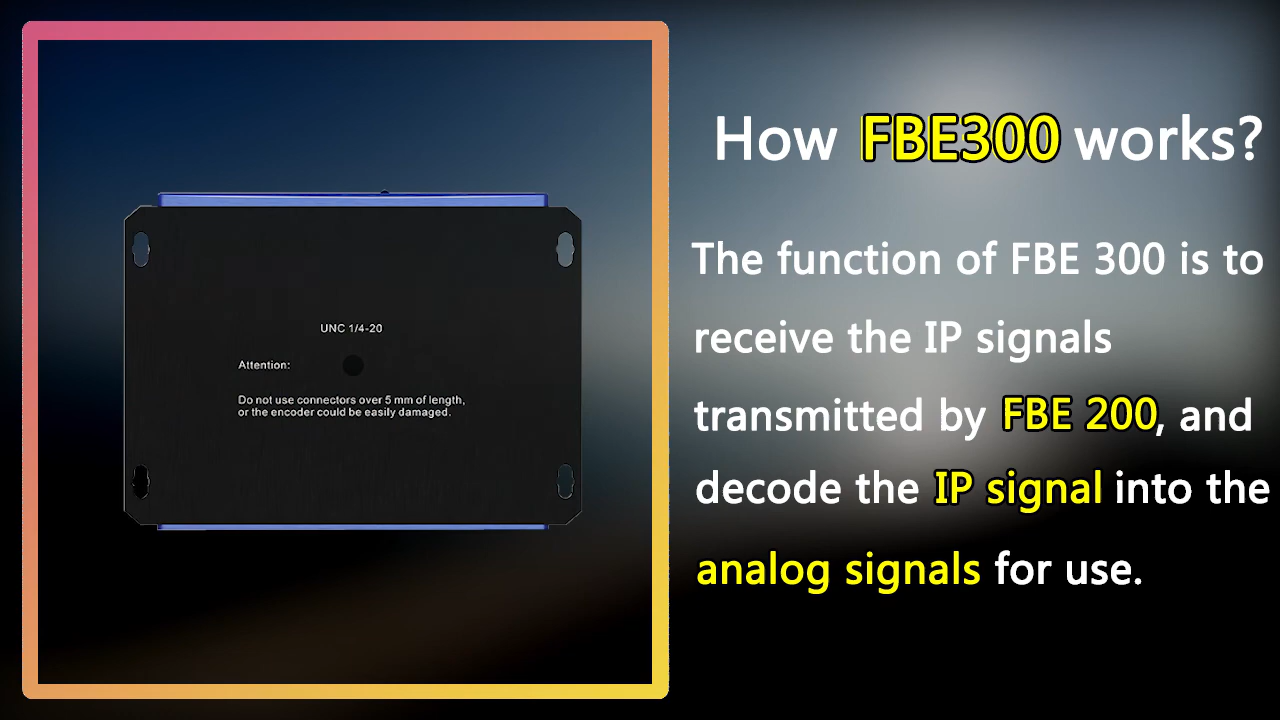 How FBE300 works?
The function of FBE 300 is to
receive the IP signals
transmitted by FBE 200, and
decode the IP signal into the
analog signals for use.
UNC 1/4-20
Attention:
Do not use connectors over 5 mm of length,
or the encoder could be easily damaged.